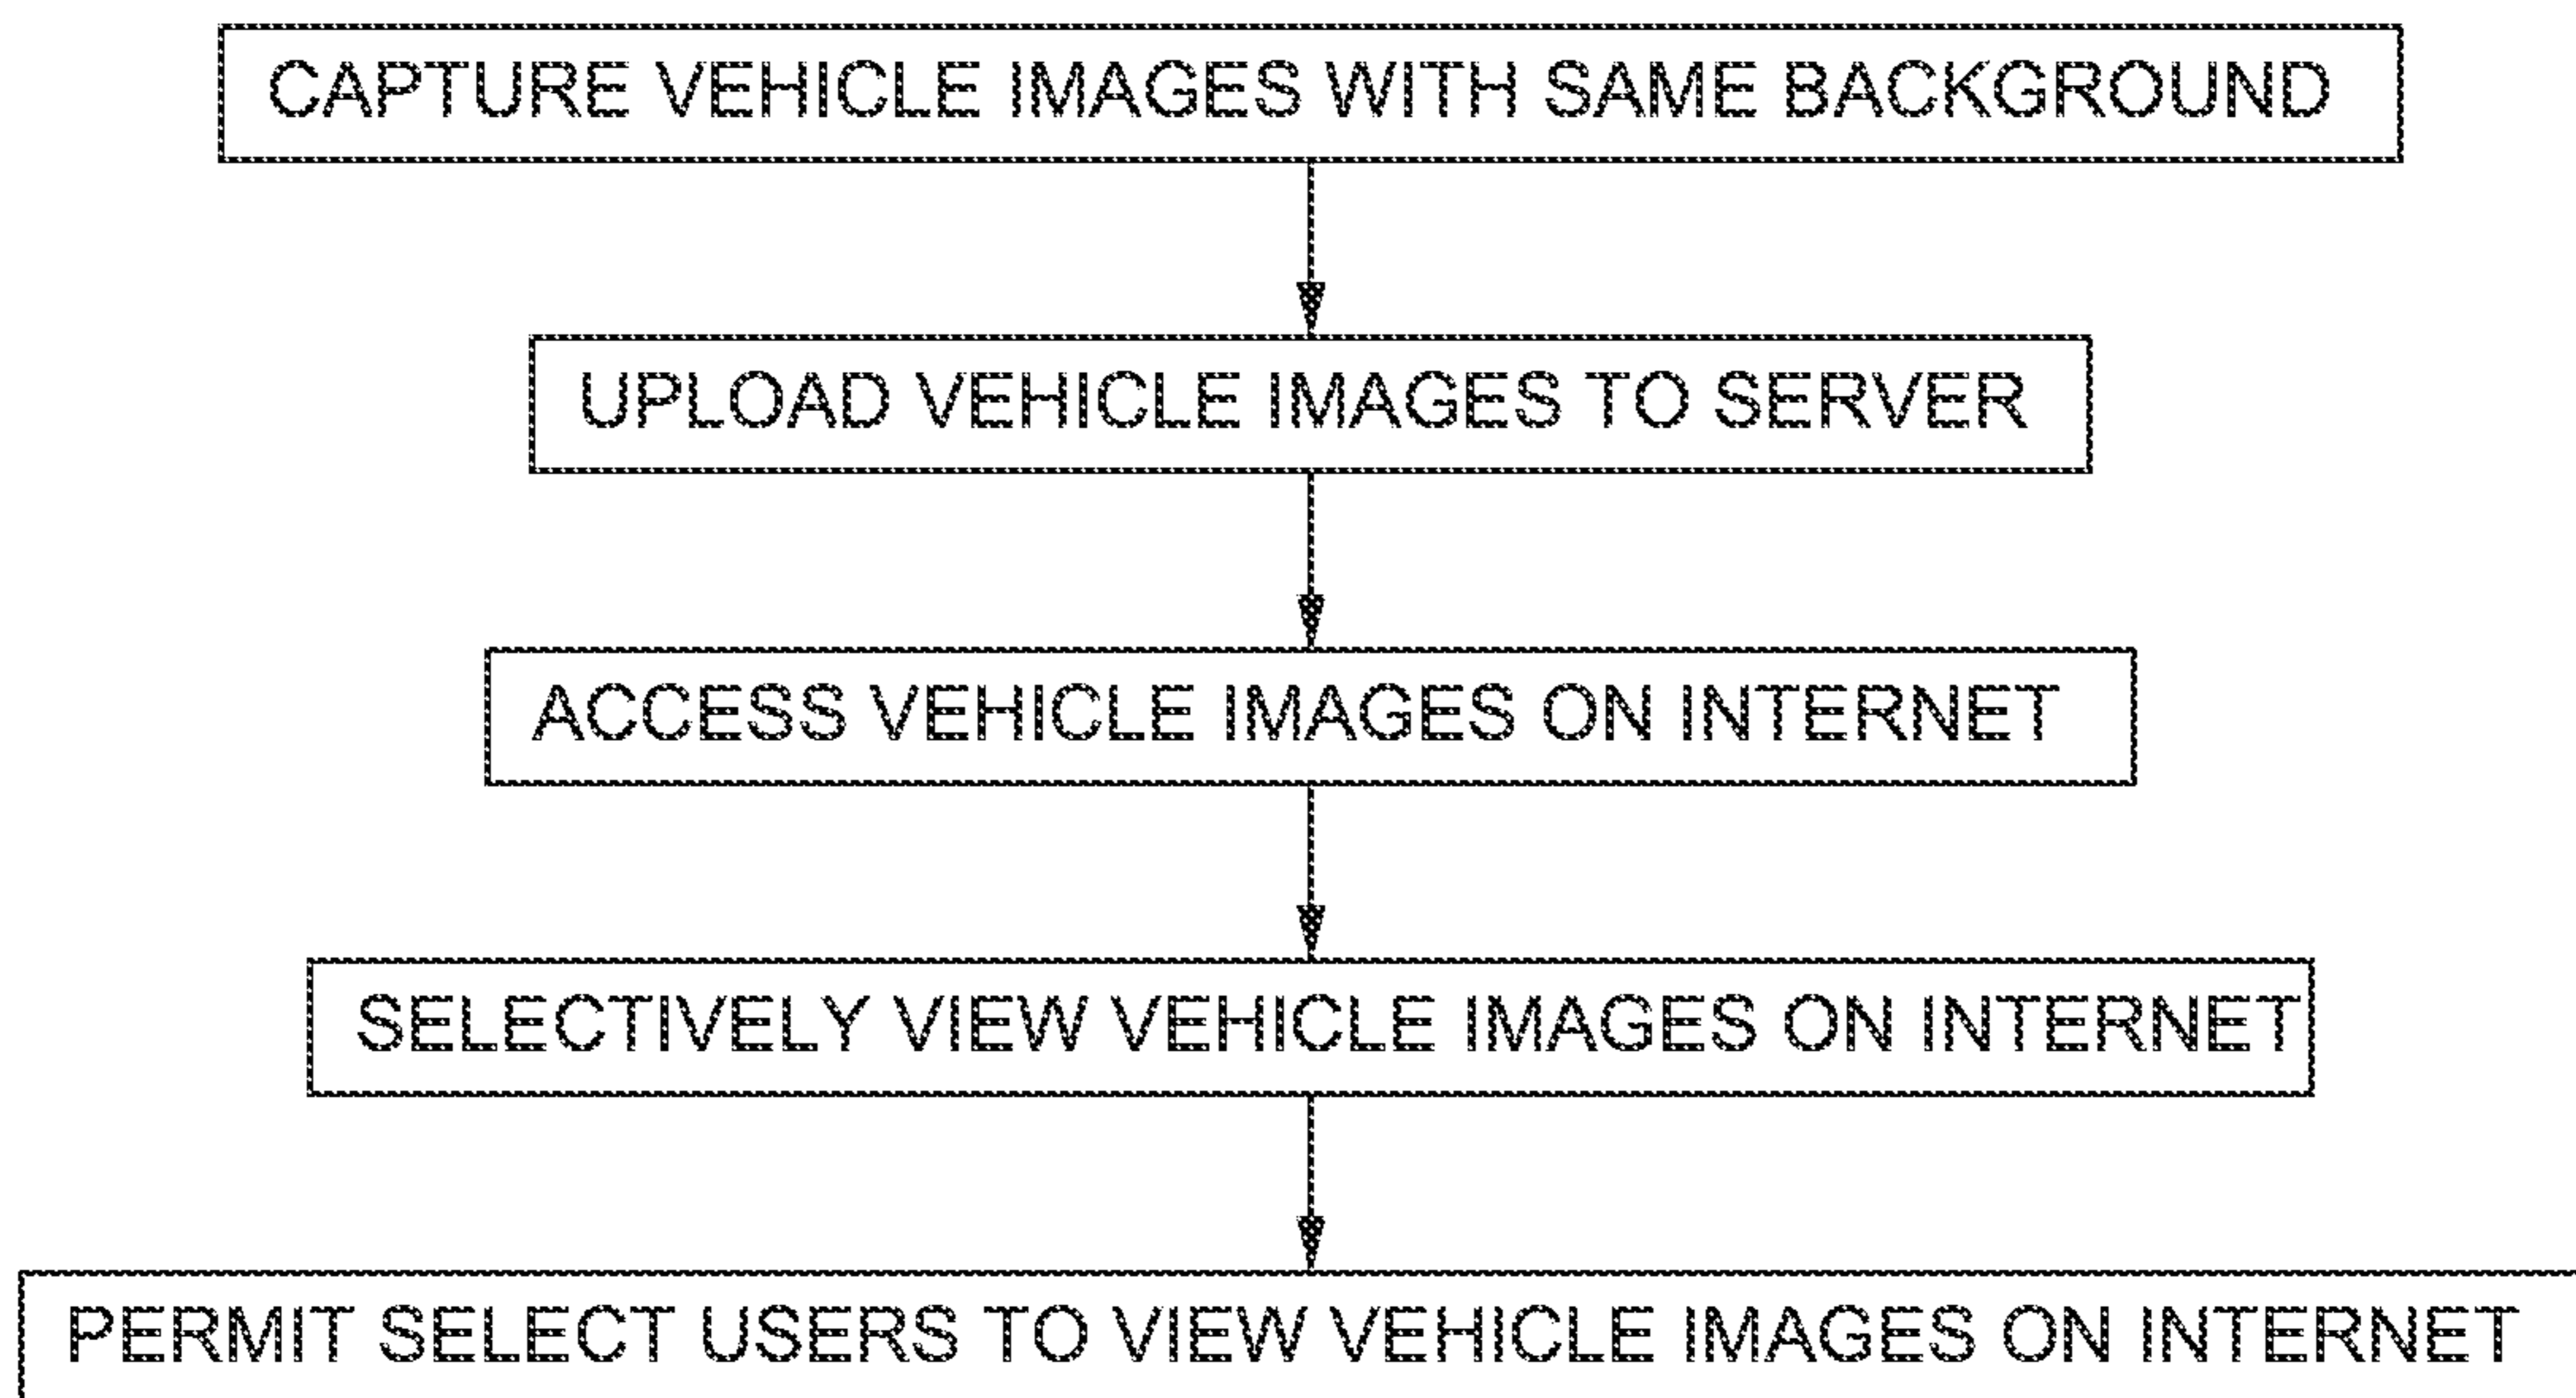 CAPTURE VEHICLE IMAGES WITH SAME BACKGROUND
UPLOAD VEHICLE IMAGES TO SERVER
ACCESS VEHICLE IMAGES ON INTERNET
SELECTIVELY VIEW VEHICLE IMAGES ON INTERNET
PERMIT SELECT USERS TO VIEW VEHICLE IMAGES ON INTERNET